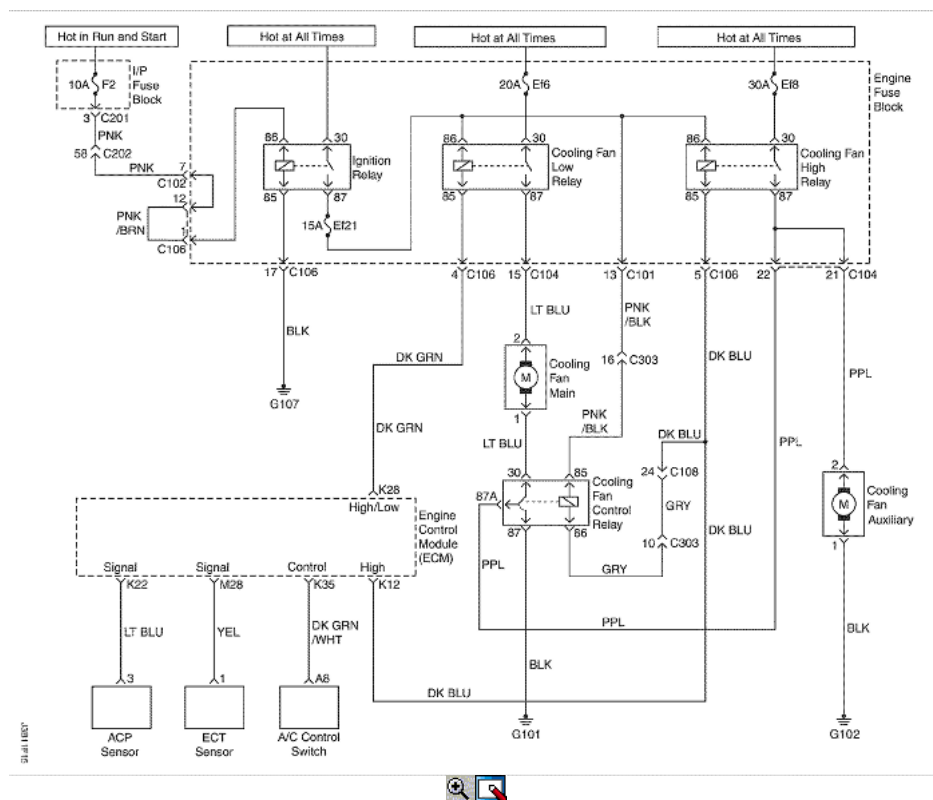 Hot in Run and Start
Hot at All Times
Hot at All Times
Hot at All Times
10A F2
I/P
Fuse
Block
20A Ef6
30A Ef8
Engine
Fuse
Block
3 C201
PNK
58 C202
PNK
7
C102
12
PNK
/BRN
1
C106
86
30
Ignition
Relay
85
87
15A Ef21
86
30
Cooling Fan
Low
Relay
85
87
86
30
Cooling Fan
High
Relay
85
87
17 C106
4 C106
15 C104
13 C101
5 C106
22
21 C104
BLK
G107
DK GRN
DK GRN
LT BLU
2
M
Cooling
Fan
Main
1
LT BLU
PNK
/BLK
16 C303
PNK
/BLK
DK BLU
DK BLU
24 C108
GRY
10 C303
GRY
DK BLU
PPL
PPL
30
85
87A
Cooling
Fan
Control
Relay
87
86
PPL
PPL
2
M
Cooling
Fan
Auxiliary
1
BLK
G102
K28
High/Low
Engine
Control
Module
(ECM)
Signal
Signal
Control
High
K22
M28
K35
K12
LT BLU
YEL
DK GRN
/WHT
BLK
DK BLU
3
1
A6
ACP
Sensor
ECT
Sensor
A/C Control
Switch
G101